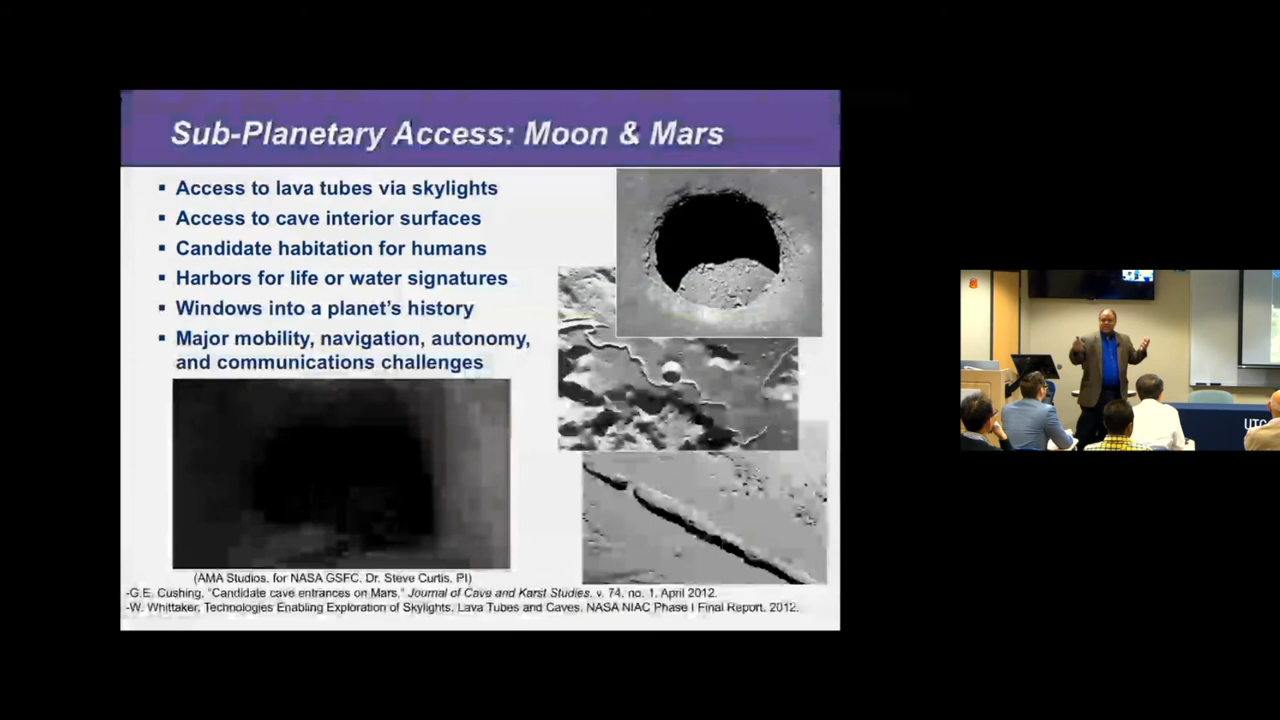 Sub-Planetary Access: Moon & Mars
▪ Access to lava tubes via skylights
▪ Access to cave interior surfaces
▪ Candidate habitation for humans
▪ Harbors for life or water signatures
▪ Windows into a planet's history
▪ Major mobility, navigation, autonomy,
and communications challenges
(AMA Studios, for NASA GSFC, Dr. Steve Curtis, PI)
-G.E. Cushing, "Candidate cave entrances on Mars," Journal of Cave and Karst Studies, v. 74, no. 1, April 2012.
-W. Whittaker, Technologies Enabling Exploration of Skylights, Lava Tubes and Caves, NASA NIAC Phase I Final Report, 2012.